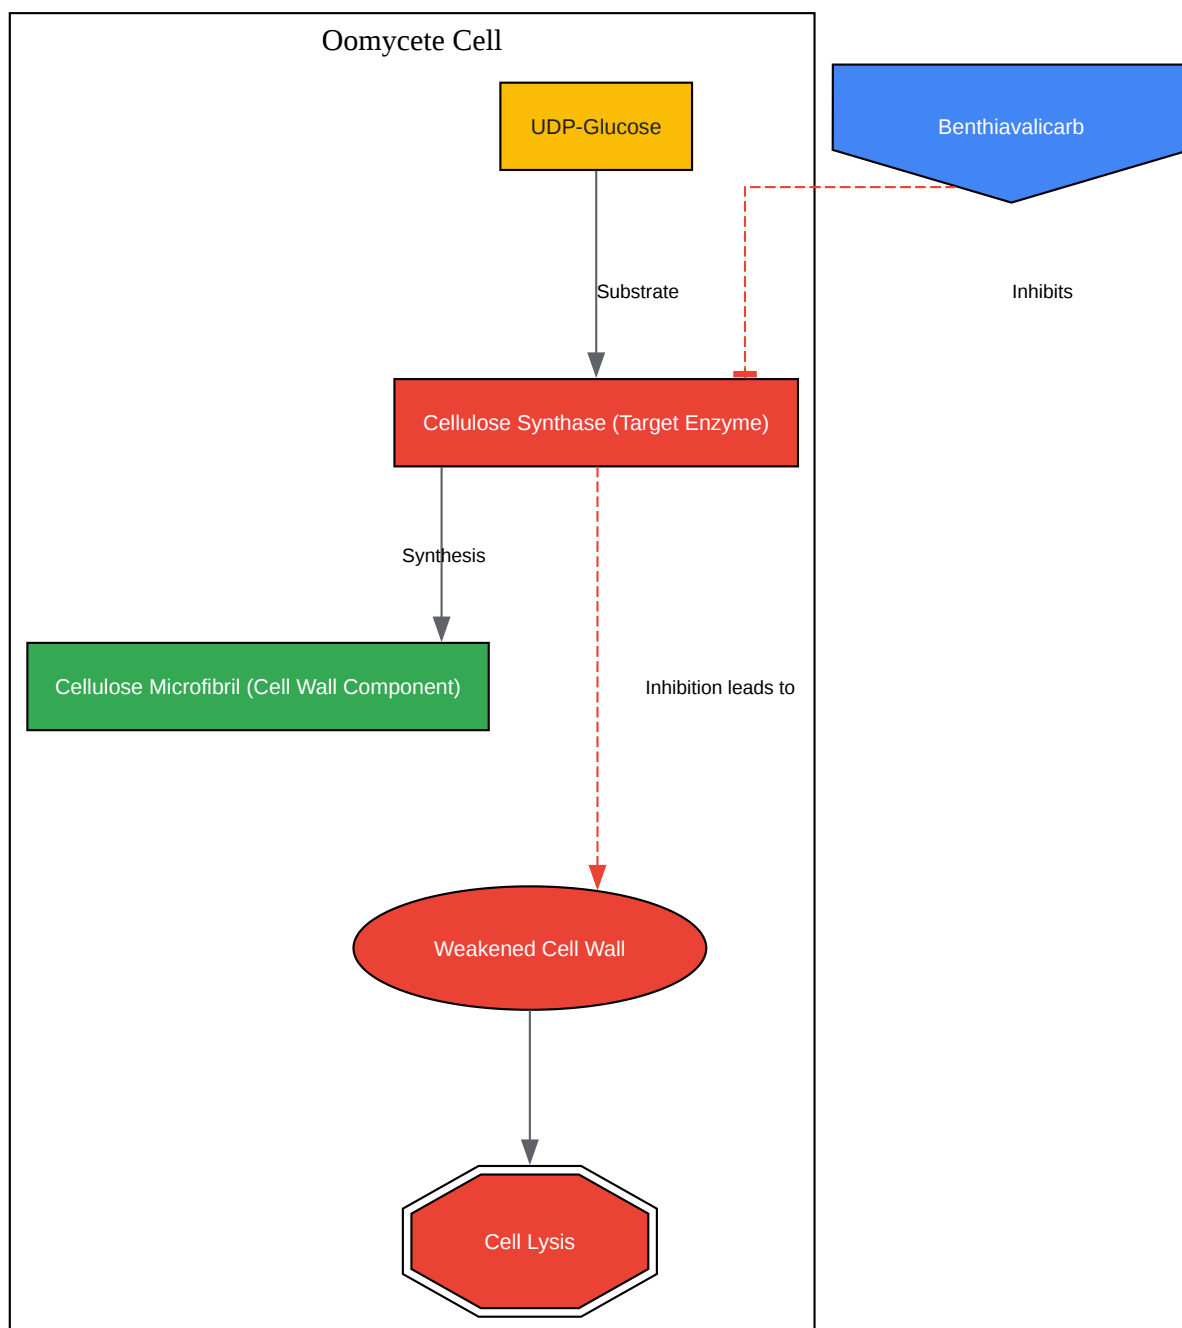 Oomycete Cell
UDP-Glucose
Benthiavalicarb
Substrate
Inhibits
Cellulose Synthase (Target Enzyme)
Synthesis
Cellulose Microfibril (Cell Wall Component)
Inhibition leads to
Weakened Cell Wall
Cell Lysis